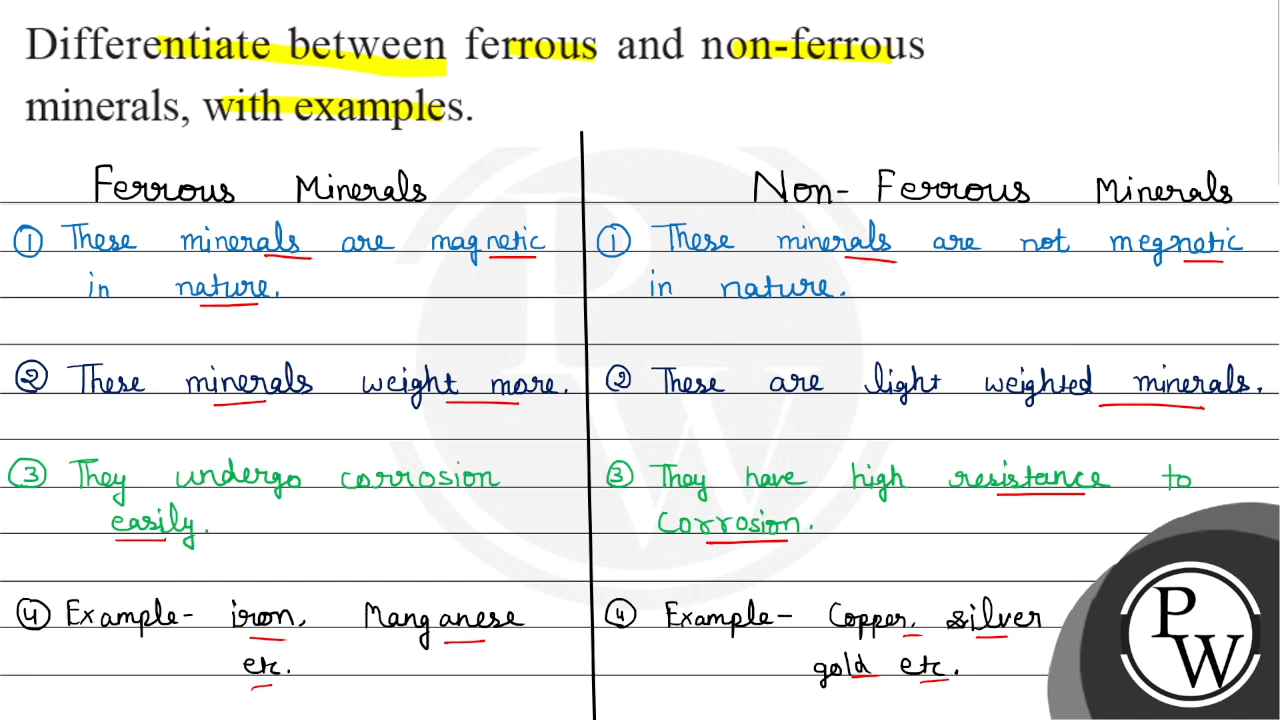 Differentiate between ferrous and non-ferrous
minerals, with examples.
Ferrous Minerals
① These minerals are magnetic
in nature.
② These minerals weight more.
③ They undergo corrosion
easily.
④ Example- iron, Manganese
etc.
Non- Ferrous Minerals
① These minerals are not megnetic
in nature.
② These are light weighted minerals.
③ They have high resistance to
corrosion.
④ Example- Copper, silver
gold etc.
P
W
P
W